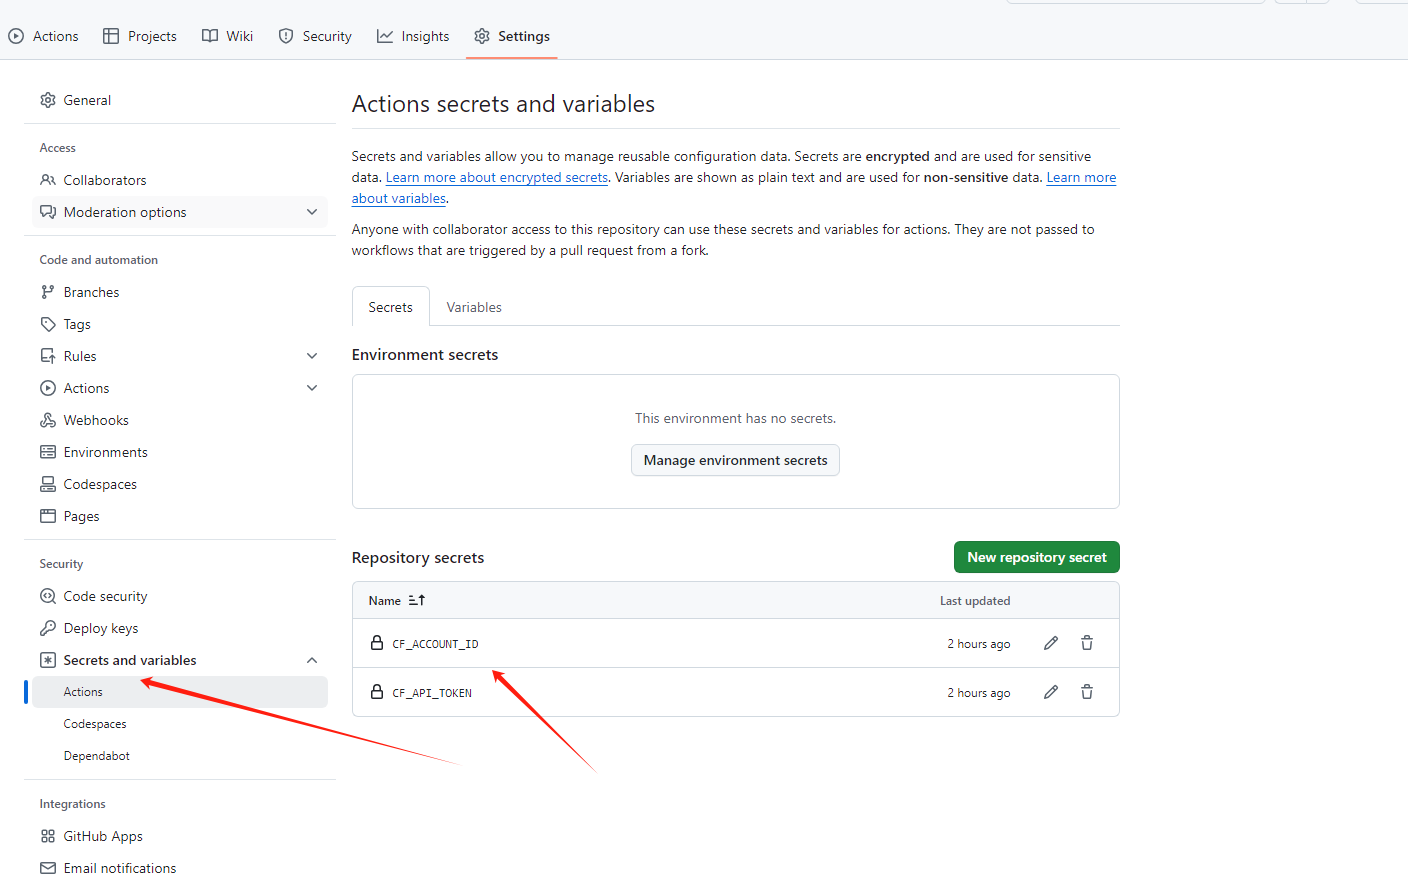 Actions Projects Wiki Security Insights Settings
General
Access
Collaborators
Moderation options
Code and automation
Branches
Tags
Rules
Actions
Webhooks
Environments
Codespaces
Pages
Security
Code security
Deploy keys
Secrets and variables
Actions
Codespaces
Dependabot
Integrations
GitHub Apps
Email notifications
Actions secrets and variables
Secrets and variables allow you to manage reusable configuration data. Secrets are encrypted and are used for sensitive
data. Learn more about encrypted secrets. Variables are shown as plain text and are used for non-sensitive data. Learn more
about variables.
Anyone with collaborator access to this repository can use these secrets and variables for actions. They are not passed to
workflows that are triggered by a pull request from a fork.
Secrets Variables
Environment secrets
This environment has no secrets.
Manage environment secrets
Repository secrets New repository secret
Name Last updated
CF_ACCOUNT_ID 2 hours ago
CF_API_TOKEN 2 hours ago